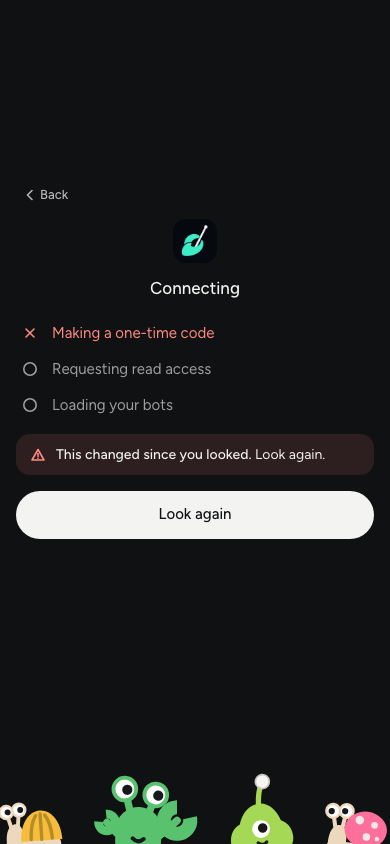 Back
Connecting
Making a one-time code
Requesting read access
Loading your bots
This changed since you looked. Look again.
Look again